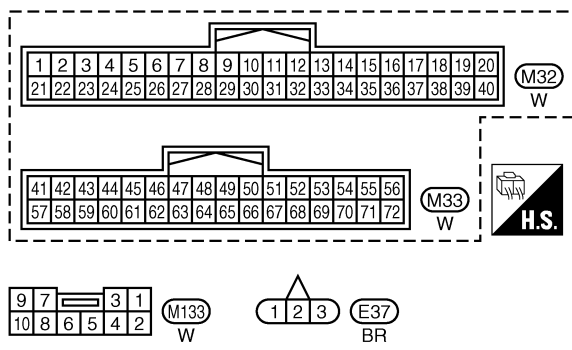 1 2 3 4 5 6 7 8 9 10 11 12 13 14 15 16 17 18 19 20
21 22 23 24 25 26 27 28 29 30 31 32 33 34 35 36 37 38 39 40
M32
W
41 42 43 44 45 46 47 48 49 50 51 52 53 54 55 56
57 58 59 60 61 62 63 64 65 66 67 68 69 70 71 72
M33
W
H.S.
9 7 3 1
10 8 6 5 4 2
M133
W
1 2 3
E37
BR